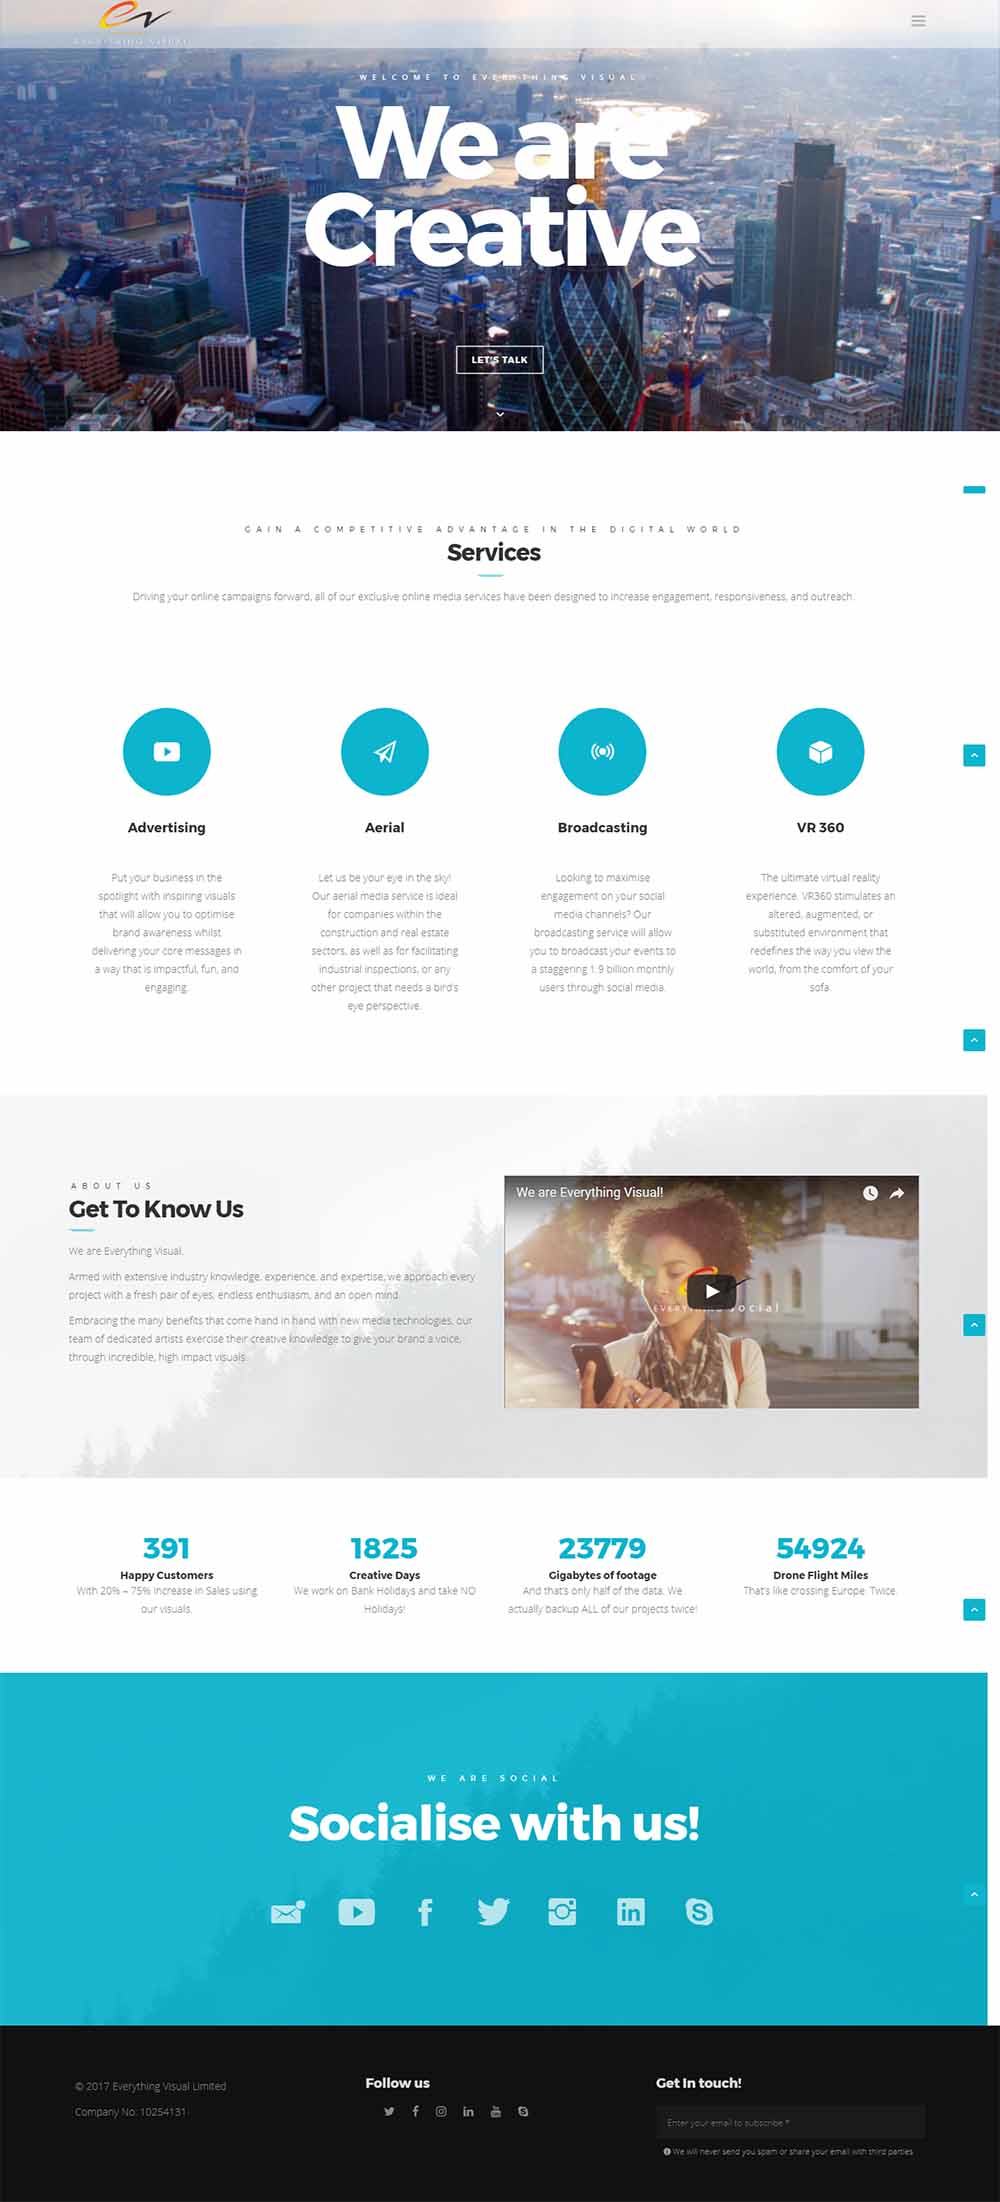 EVERYTHING VISUAL
WELCOME TO EVERYTHING VISUAL
We are
Creative
LET'S TALK
GAIN A COMPETITIVE ADVANTAGE IN THE DIGITAL WORLD
Services
Driving your online campaigns forward, all of our exclusive online media services have been designed to increase engagement, responsiveness, and outreach.
Advertising
Put your business in the
spotlight with inspiring visuals
that will allow you to optimise
brand awareness whilst
delivering your core messages in
a way that is impactful, fun, and
engaging.
Aerial
Let us be your eye in the sky!
Our aerial media service is ideal
for companies within the
construction and real estate
sectors, as well as for facilitating
industrial inspections, or any
other project that needs a bird's
eye perspective.
Broadcasting
Looking to maximise
engagement on your social
media channels? Our
broadcasting service will allow
you to broadcast your events to
a staggering 1.9 billion monthly
users through social media.
VR 360
The ultimate virtual reality
experience. VR360 stimulates an
altered, augmented, or
substituted environment that
redefines the way you view the
world, from the comfort of your
sofa.
ABOUT US
Get To Know Us
We are Everything Visual.
Armed with extensive industry knowledge, experience, and expertise, we approach every
project with a fresh pair of eyes, endless enthusiasm, and an open mind.
Embracing the many benefits that come hand in hand with new media technologies, our
team of dedicated artists exercise their creative knowledge to give your brand a voice,
through incredible, high impact visuals.
We are Everything Visual!
social
391
Happy Customers
With 20% – 75% Increase in Sales using
our visuals.
1825
Creative Days
We work on Bank Holidays and take NO
Holidays!
23779
Gigabytes of footage
And that's only half of the data. We
actually backup ALL of our projects twice!
54924
Drone Flight Miles
That's like crossing Europe. Twice.
WE ARE SOCIAL
Socialise with us!
© 2017 Everything Visual Limited
Company No: 10254131
Follow us
Get In touch!
Enter your email to subscribe *
We will never send you spam or share your email with third parties